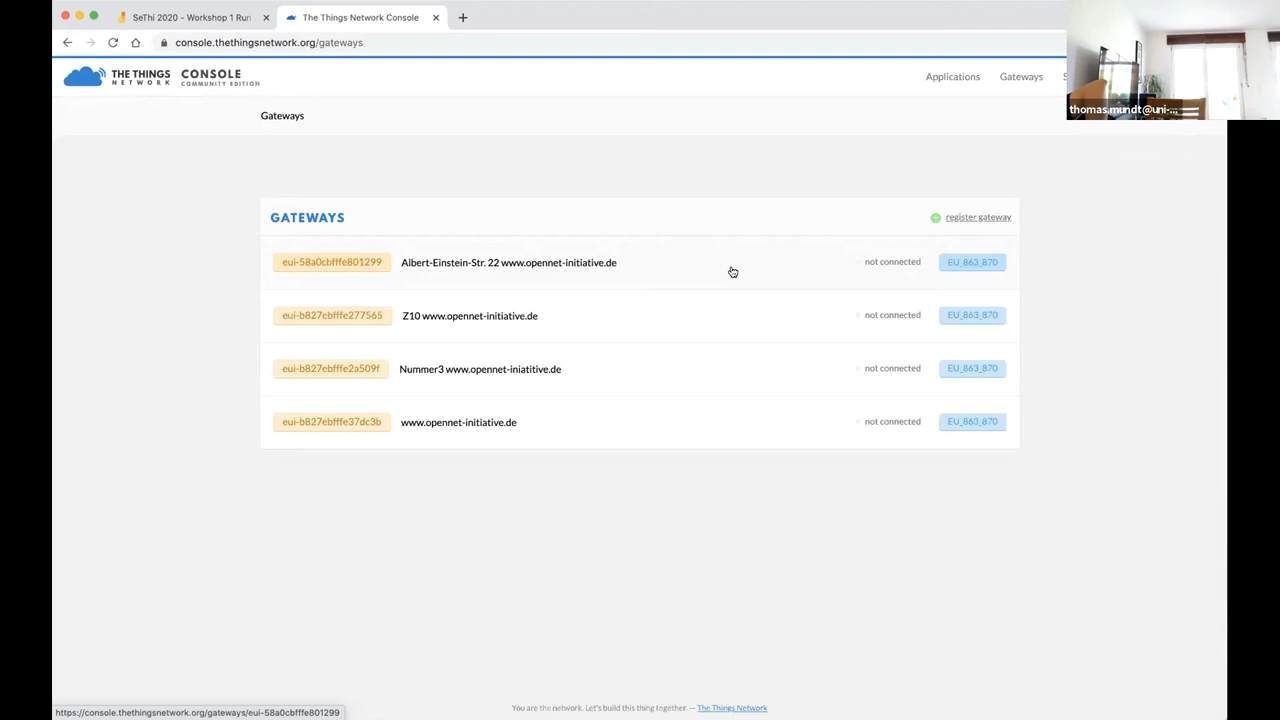 SeThi 2020 - Workshop 1 Run
The Things Network Console
console.thethingsnetwork.org/gateways
THE THINGS NETWORK CONSOLE COMMUNITY EDITION
Applications Gateways S
thomas.mundt@uni-...
Gateways
GATEWAYS register gateway
eui-58a0cbfffe801299 Albert-Einstein-Str. 22 www.opennet-initiative.de not connected EU_863_870
eui-b827ebfffe277565 Z10 www.opennet-initiative.de not connected EU_863_870
eui-b827ebfffe2a509f Nummer3 www.opennet-iniatitive.de not connected EU_863_870
eui-b827ebfffe37dc3b www.opennet-initiative.de not connected EU_863_870
You are the network. Let's build this thing together. — The Things Network
https://console.thethingsnetwork.org/gateways/eui-58a0cbfffe801299